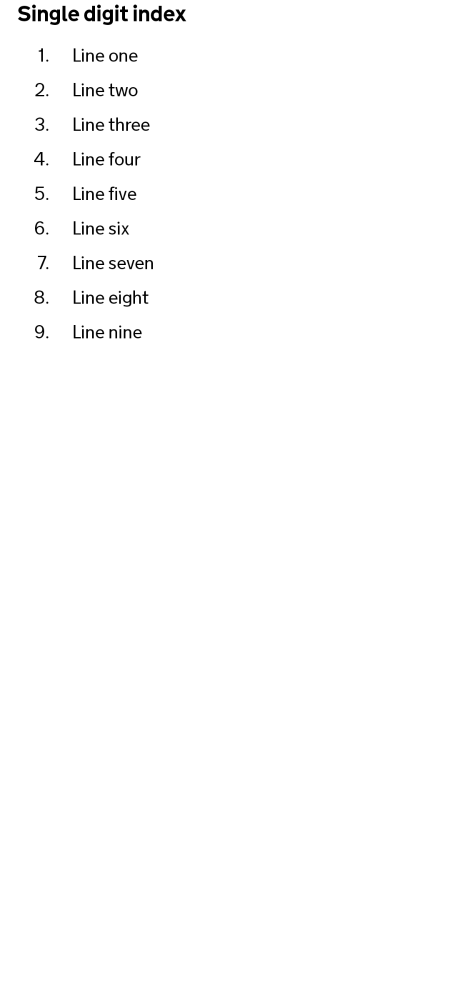 Single digit index
1. Line one
2. Line two
3. Line three
4. Line four
5. Line five
6. Line six
7. Line seven
8. Line eight
9. Line nine